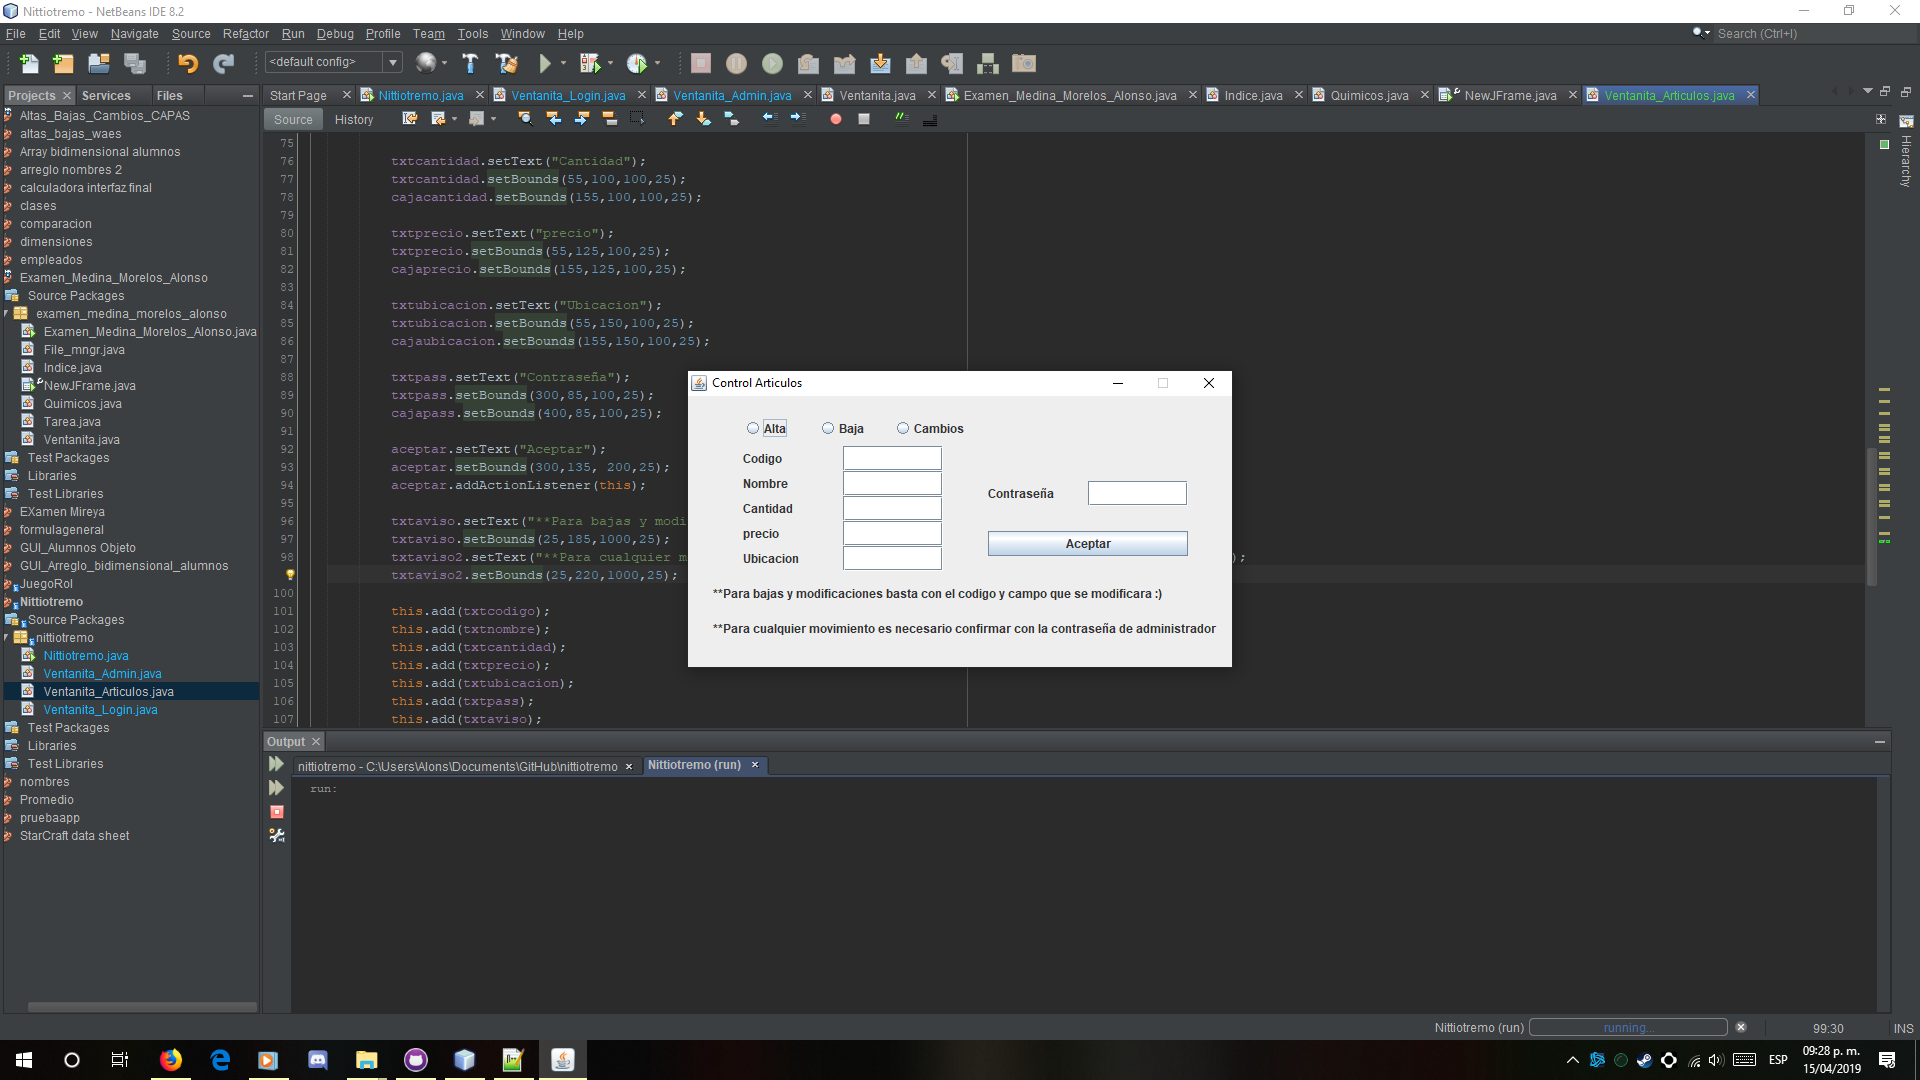 Nittiotremo - NetBeans IDE 8.2
File Edit View Navigate Source Refactor Run Debug Profile Team Tools Window Help
Search (Ctrl+I)
<default config>
Projects Services Files
Start Page Nittiotremo.java Ventanita_Login.java Ventanita_Admin.java Ventanita.java Examen_Medina_Morelos_Alonso.java Indice.java Quimicos.java NewJFrame.java Ventanita_Articulos.java
Source History
Hierarchy
Altas_Bajas_Cambios_CAPAS
altas_bajas_waes
Array bidimensional alumnos
arreglo nombres 2
calculadora interfaz final
clases
comparacion
dimensiones
empleados
Examen_Medina_Morelos_Alonso
Source Packages
examen_medina_morelos_alonso
Examen_Medina_Morelos_Alonso.java
File_mngr.java
Indice.java
NewJFrame.java
Quimicos.java
Tarea.java
Ventanita.java
Test Packages
Libraries
Test Libraries
EXamen Mireya
formulageneral
GUI_Alumnos Objeto
GUI_Arreglo_bidimensional_alumnos
JuegoRol
Nittiotremo
Source Packages
nittiotremo
Nittiotremo.java
Ventanita_Admin.java
Ventanita_Articulos.java
Ventanita_Login.java
Test Packages
Libraries
Test Libraries
nombres
Promedio
pruebaapp
StarCraft data sheet
75
76 txtcantidad.setText("Cantidad");
77 txtcantidad.setBounds(55,100,100,25);
78 cajacantidad.setBounds(155,100,100,25);
79
80 txtprecio.setText("precio");
81 txtprecio.setBounds(55,125,100,25);
82 cajaprecio.setBounds(155,125,100,25);
83
84 txtubicacion.setText("Ubicacion");
85 txtubicacion.setBounds(55,150,100,25);
86 cajaubicacion.setBounds(155,150,100,25);
87
88 txtpass.setText("Contraseña");
89 txtpass.setBounds(300,85,100,25);
90 cajapass.setBounds(400,85,100,25);
91
92 aceptar.setText("Aceptar");
93 aceptar.setBounds(300,135, 200,25);
94 aceptar.addActionListener(this);
95
96 txtaviso.setText("**Para bajas y modi
97 txtaviso.setBounds(25,185,1000,25);
98 txtaviso2.setText("**Para cualquier m );
txtaviso2.setBounds(25,220,1000,25);
100
101 this.add(txtcodigo);
102 this.add(txtnombre);
103 this.add(txtcantidad);
104 this.add(txtprecio);
105 this.add(txtubicacion);
106 this.add(txtpass);
107 this.add(txtaviso);
Control Articulos
Alta Baja Cambios
Codigo
Nombre
Cantidad
precio
Ubicacion
Contraseña
Aceptar
**Para bajas y modificaciones basta con el codigo y campo que se modificara :)
**Para cualquier movimiento es necesario confirmar con la contraseña de administrador
Output
nittiotremo - C:\Users\Alons\Documents\GitHub\nittiotremo Nittiotremo (run)
run:
Nittiotremo (run) running... 99:30 INS
ESP
09:28 p. m.
15/04/2019